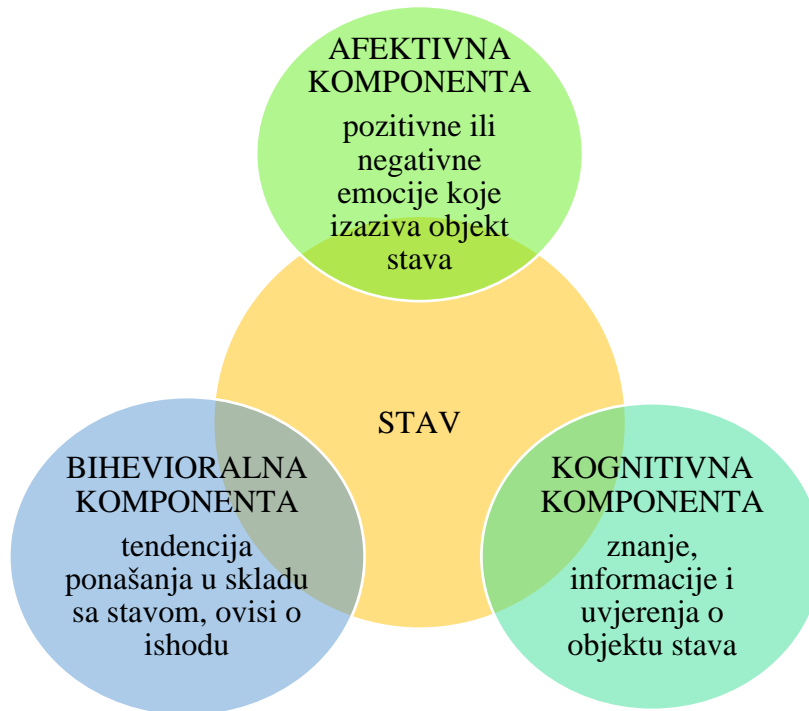 AFEKTIVNA
KOMPONENTA
pozitivne ili
negativne
emocije koje
izaziva objekt
stava
STAV
BIHEVIORALNA
KOMPONENTA
tendencija
ponašanja u skladu
sa stavom, ovisi o
ishodu
KOGNITIVNA
KOMPONENTA
znanje,
informacije i
uvjerenja o
objektu stava